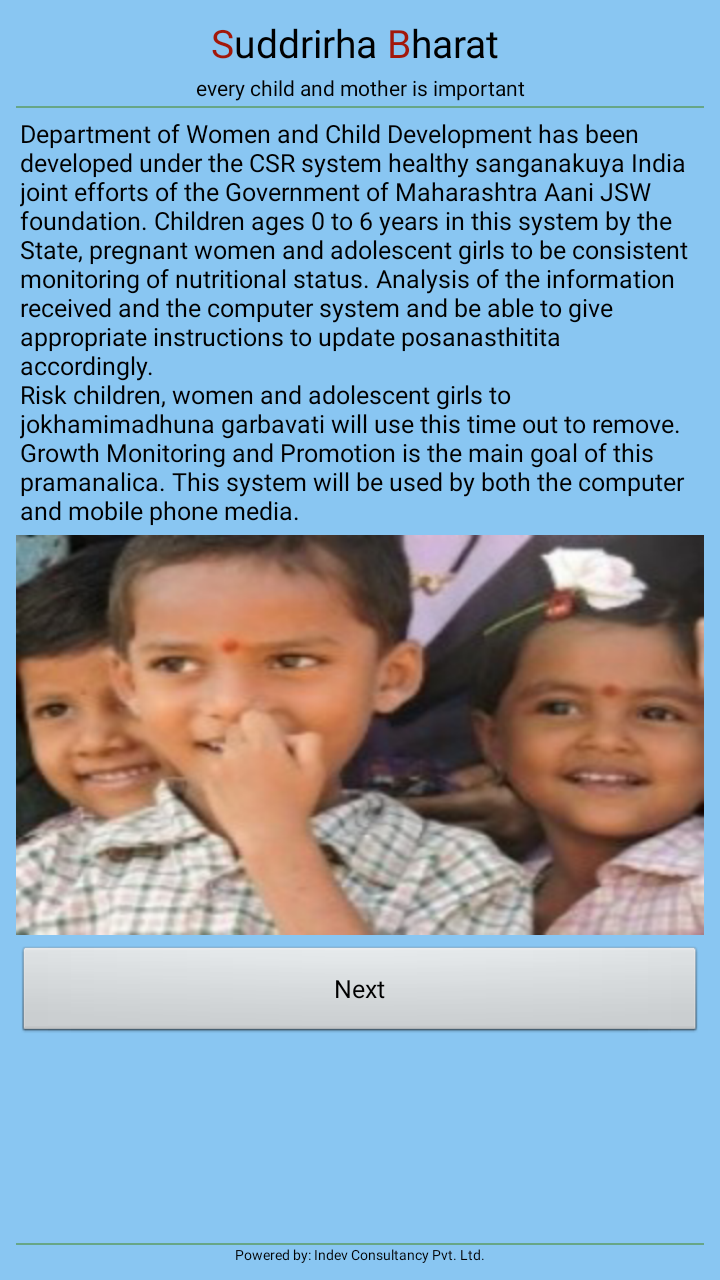 Suddrirha Bharat
every child and mother is important
Department of Women and Child Development has been
developed under the CSR system healthy sanganakuya India
joint efforts of the Government of Maharashtra Aani JSW
foundation. Children ages 0 to 6 years in this system by the
State, pregnant women and adolescent girls to be consistent
monitoring of nutritional status. Analysis of the information
received and the computer system and be able to give
appropriate instructions to update posanasthitita
accordingly.
Risk children, women and adolescent girls to
jokhamimadhuna garbavati will use this time out to remove.
Growth Monitoring and Promotion is the main goal of this
pramanalica. This system will be used by both the computer
and mobile phone media.
Next
Powered by: Indev Consultancy Pvt. Ltd.